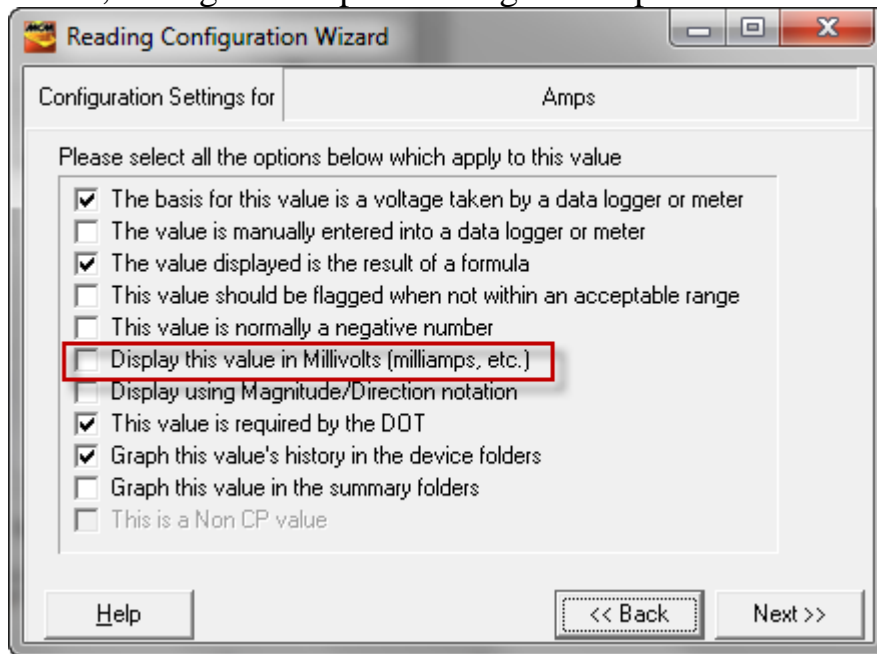 Reading Configuration Wizard
Configuration Settings for
Amps
Please select all the options below which apply to this value
The basis for this value is a voltage taken by a data logger or meter
The value is manually entered into a data logger or meter
The value displayed is the result of a formula
This value should be flagged when not within an acceptable range
This value is normally a negative number
Display this value in Millivolts (milliamps, etc.)
Display using Magnitude/Direction notation
This value is required by the DOT
Graph this value's history in the device folders
Graph this value in the summary folders
This is a Non CP value
Help
<< Back
Next >>